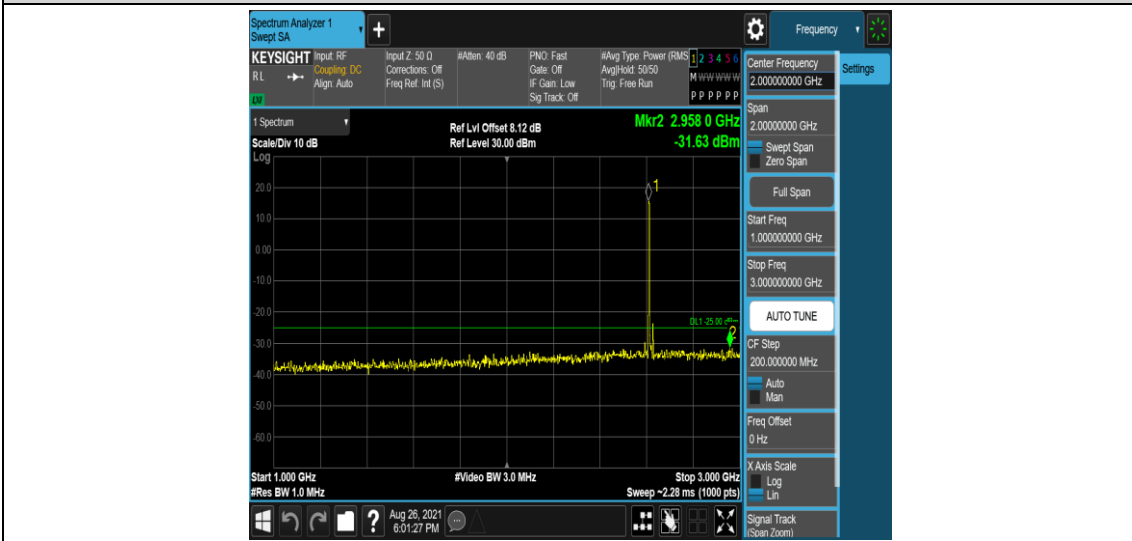 Spectrum Analyzer 1
Swept SA
+
Frequency
KEYSIGHT
R L
LXI
Input: RF
Coupling: DC
Align: Auto
Input Z: 50 Ω
Corrections: Off
Freq Ref: Int (S)
#Atten: 40 dB
PNO: Fast
Gate: Off
IF Gain: Low
Sig Track: Off
#Avg Type: Power (RMS
Avg|Hold: 50/50
Trig: Free Run
1 2 3 4 5 6
M W W W W W
P P P P P P
1 Spectrum
Scale/Div 10 dB
Log
Ref Lvl Offset 8.12 dB
Ref Level 30.00 dBm
Mkr2 2.958 0 GHz
-31.63 dBm
20.0
10.0
0.00
-10.0
-20.0
-30.0
-40.0
-50.0
-60.0
1
DL1 -25.00 dBm
2
Start 1.000 GHz
#Res BW 1.0 MHz
#Video BW 3.0 MHz
Stop 3.000 GHz
Sweep ~2.28 ms (1000 pts)
?
Aug 26, 2021
6:01:27 PM
Center Frequency
2.000000000 GHz
Span
2.00000000 GHz
Swept Span
Zero Span
Full Span
Start Freq
1.000000000 GHz
Stop Freq
3.000000000 GHz
AUTO TUNE
CF Step
200.000000 MHz
Auto
Man
Freq Offset
0 Hz
X Axis Scale
Log
Lin
Signal Track
(Span Zoom)
Settings